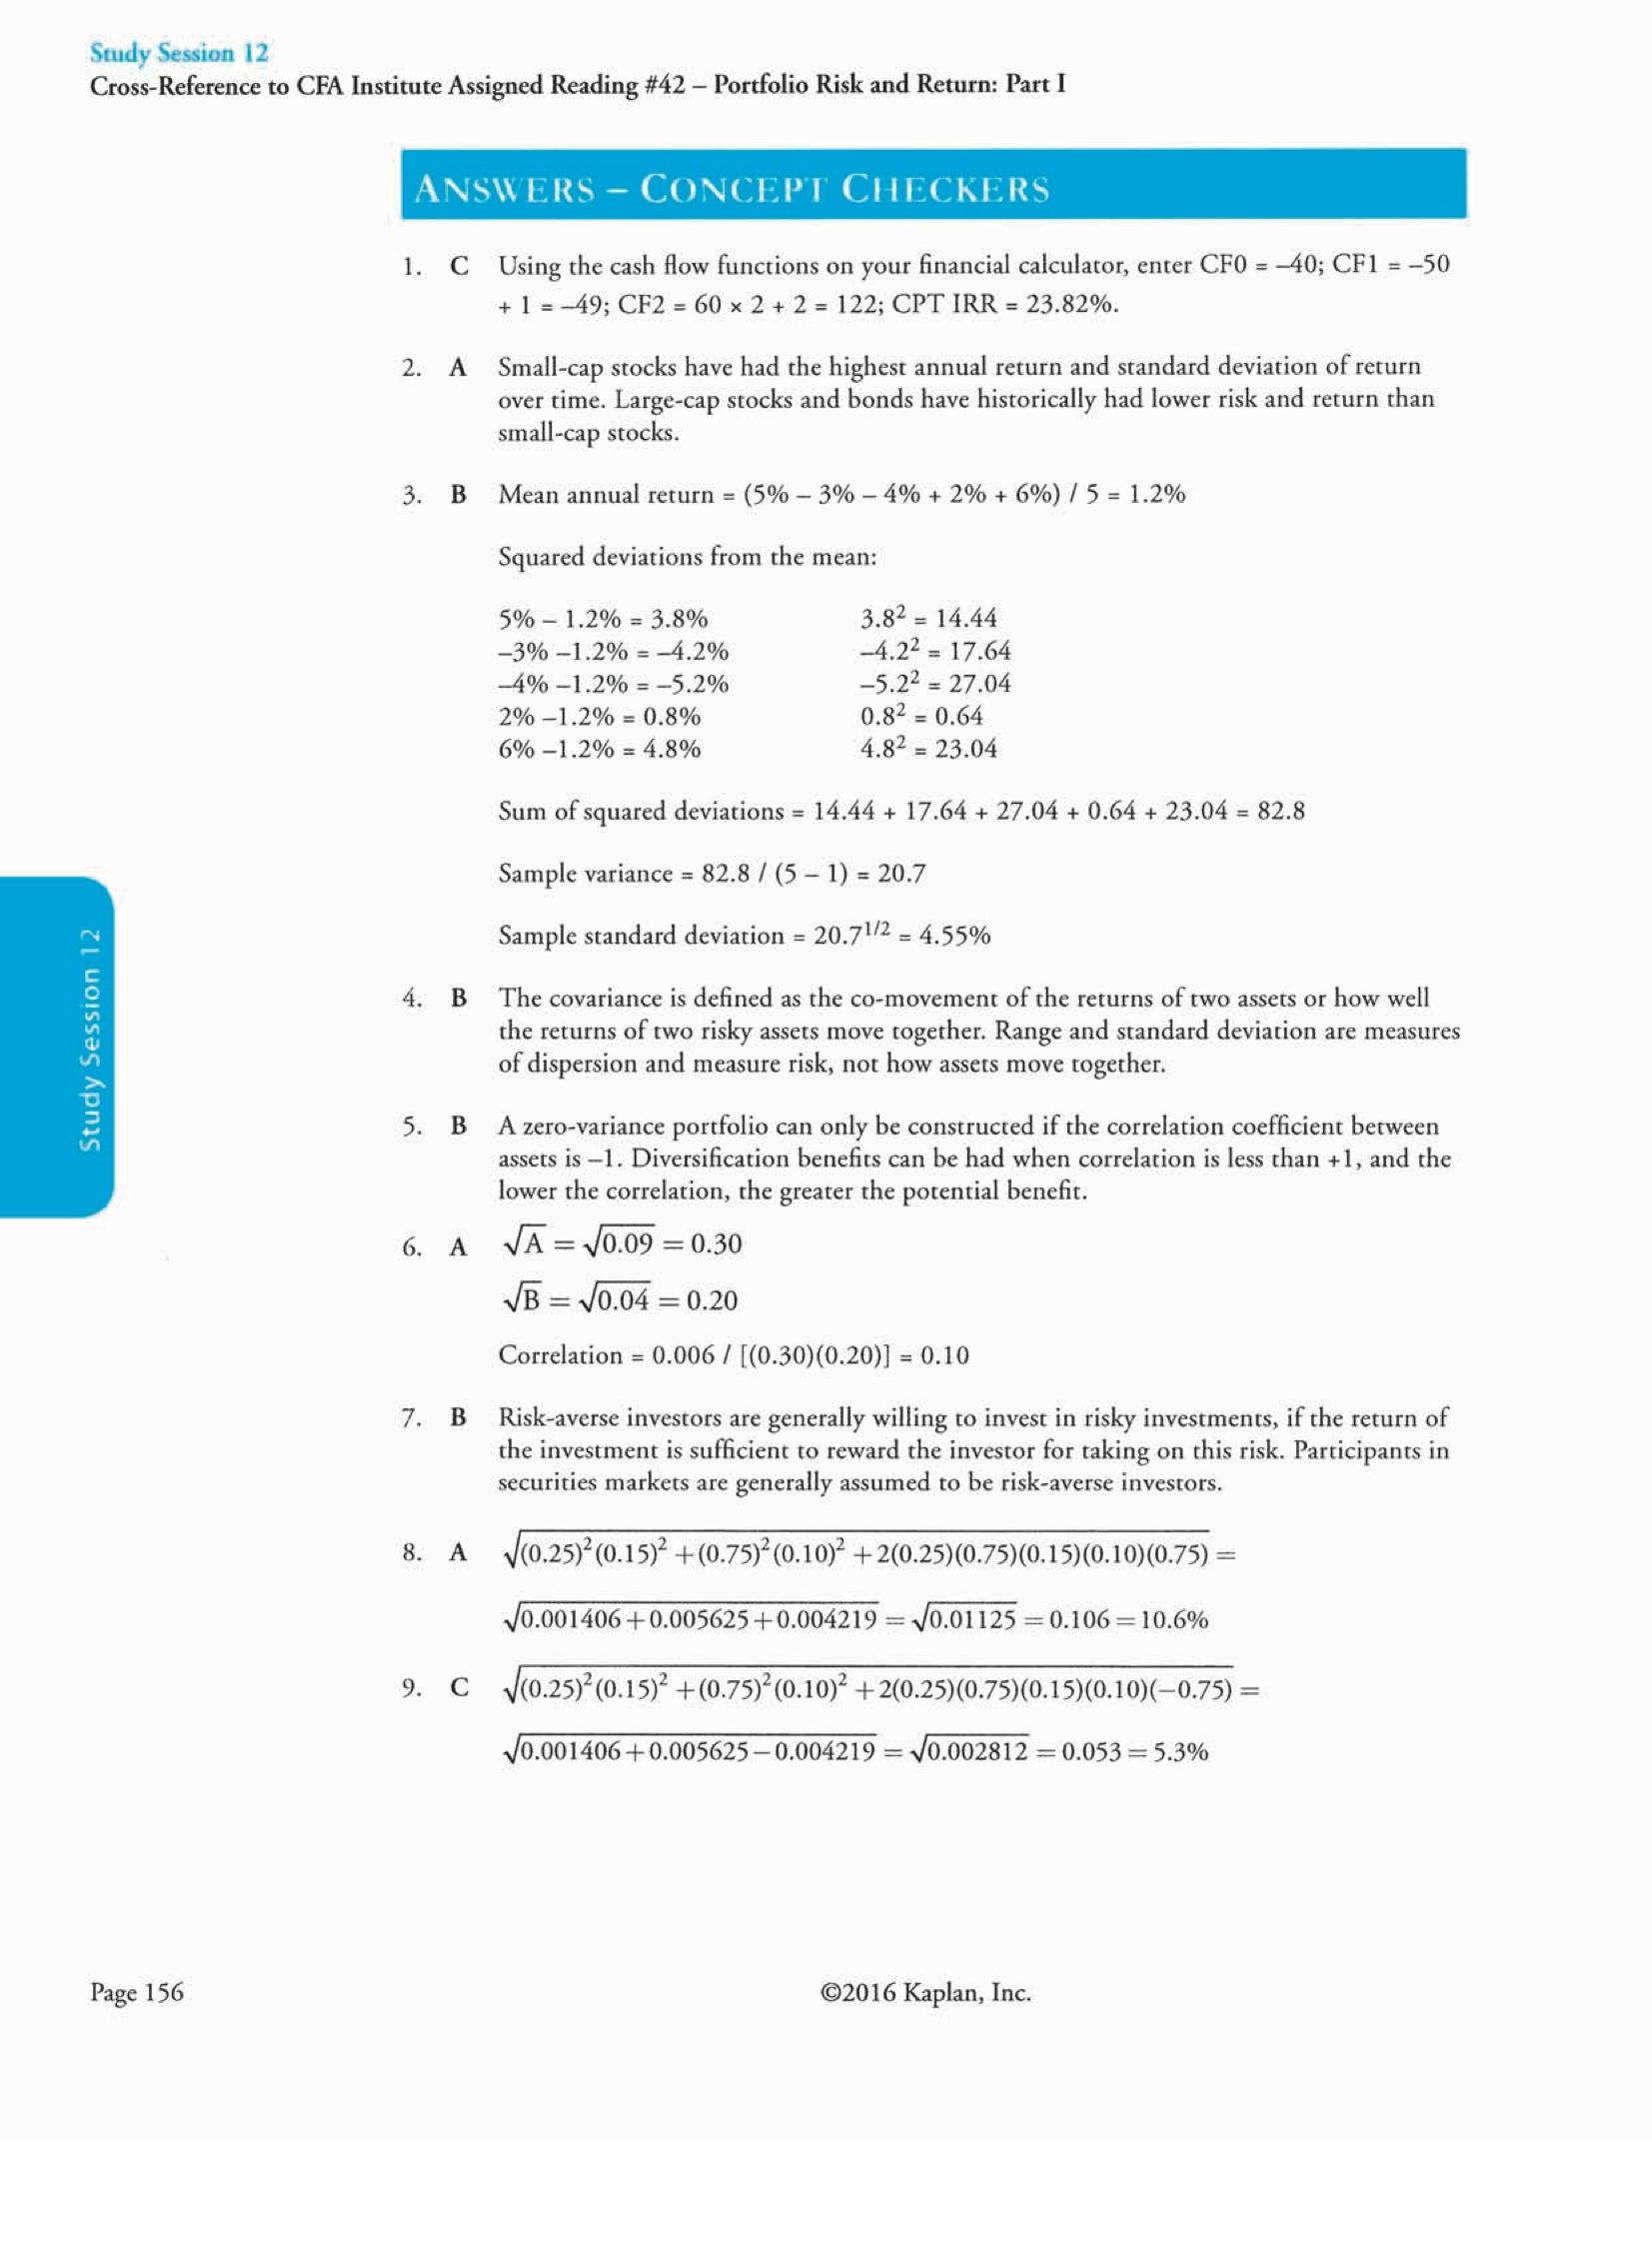 Study Session 12
Cross-Reference to CFA Institute Assigned Reading #42 – Portfolio Risk and Return: Part I
ANSWERS – CONCEPT CHECKERS
1. C Using the cash flow functions on your financial calculator, enter CF0 = –40; CF1 = –50
+ 1 = –49; CF2 = 60 × 2 + 2 = 122; CPT IRR = 23.82%.
2. A Small-cap stocks have had the highest annual return and standard deviation of return
over time. Large-cap stocks and bonds have historically had lower risk and return than
small-cap stocks.
3. B Mean annual return = (5% – 3% – 4% + 2% + 6%) / 5 = 1.2%
Squared deviations from the mean:
5% – 1.2% = 3.8% 3.8² = 14.44
–3% –1.2% = –4.2% –4.2² = 17.64
–4% –1.2% = –5.2% –5.2² = 27.04
2% –1.2% = 0.8% 0.8² = 0.64
6% –1.2% = 4.8% 4.8² = 23.04
Sum of squared deviations = 14.44 + 17.64 + 27.04 + 0.64 + 23.04 = 82.8
Sample variance = 82.8 / (5 – 1) = 20.7
Sample standard deviation = 20.7^1/2 = 4.55%
4. B The covariance is defined as the co-movement of the returns of two assets or how well
the returns of two risky assets move together. Range and standard deviation are measures
of dispersion and measure risk, not how assets move together.
5. B A zero-variance portfolio can only be constructed if the correlation coefficient between
assets is –1. Diversification benefits can be had when correlation is less than +1, and the
lower the correlation, the greater the potential benefit.
6. A √A = √0.09 = 0.30
√B = √0.04 = 0.20
Correlation = 0.006 / [(0.30)(0.20)] = 0.10
7. B Risk-averse investors are generally willing to invest in risky investments, if the return of
the investment is sufficient to reward the investor for taking on this risk. Participants in
securities markets are generally assumed to be risk-averse investors.
8. A √(0.25)²(0.15)² + (0.75)²(0.10)² + 2(0.25)(0.75)(0.15)(0.10)(0.75) =
√0.001406 + 0.005625 + 0.004219 = √0.01125 = 0.106 = 10.6%
9. C √(0.25)²(0.15)² + (0.75)²(0.10)² + 2(0.25)(0.75)(0.15)(0.10)(–0.75) =
√0.001406 + 0.005625 – 0.004219 = √0.002812 = 0.053 = 5.3%
Study Session 12
Page 156 ©2016 Kaplan, Inc.